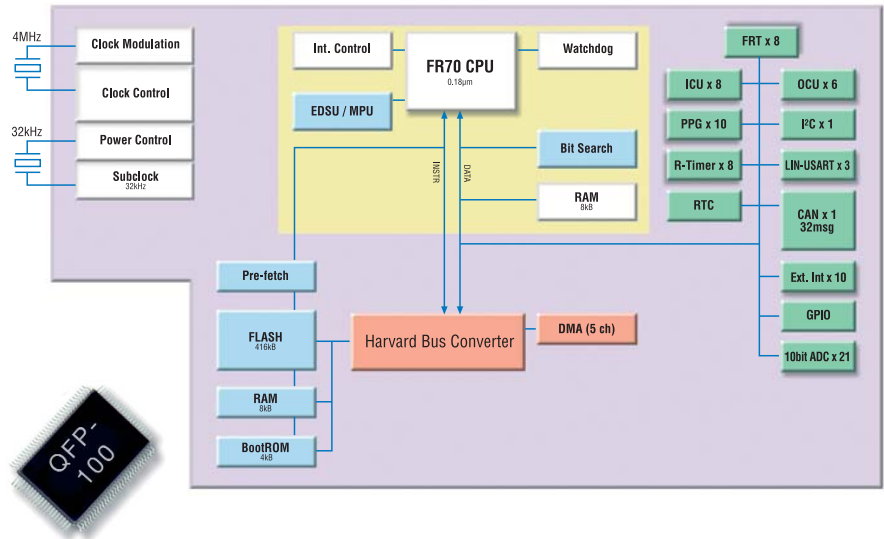 4MHz
Clock Modulation
Clock Control
32kHz
Power Control
Subclock
32kHz
Int. Control
FR70 CPU
0.18µm
Watchdog
EDSU / MPU
Bit Search
INSTR
DATA
RAM
8kB
FRT x 8
ICU x 8
OCU x 6
PPG x 10
I²C x 1
R-Timer x 8
LIN-USART x 3
RTC
CAN x 1
32msg
Ext. Int x 10
GPIO
10bit ADC x 21
Pre-fetch
FLASH
416kB
RAM
8kB
BootROM
4kB
Harvard Bus Converter
DMA (5 ch)
QFP-
100